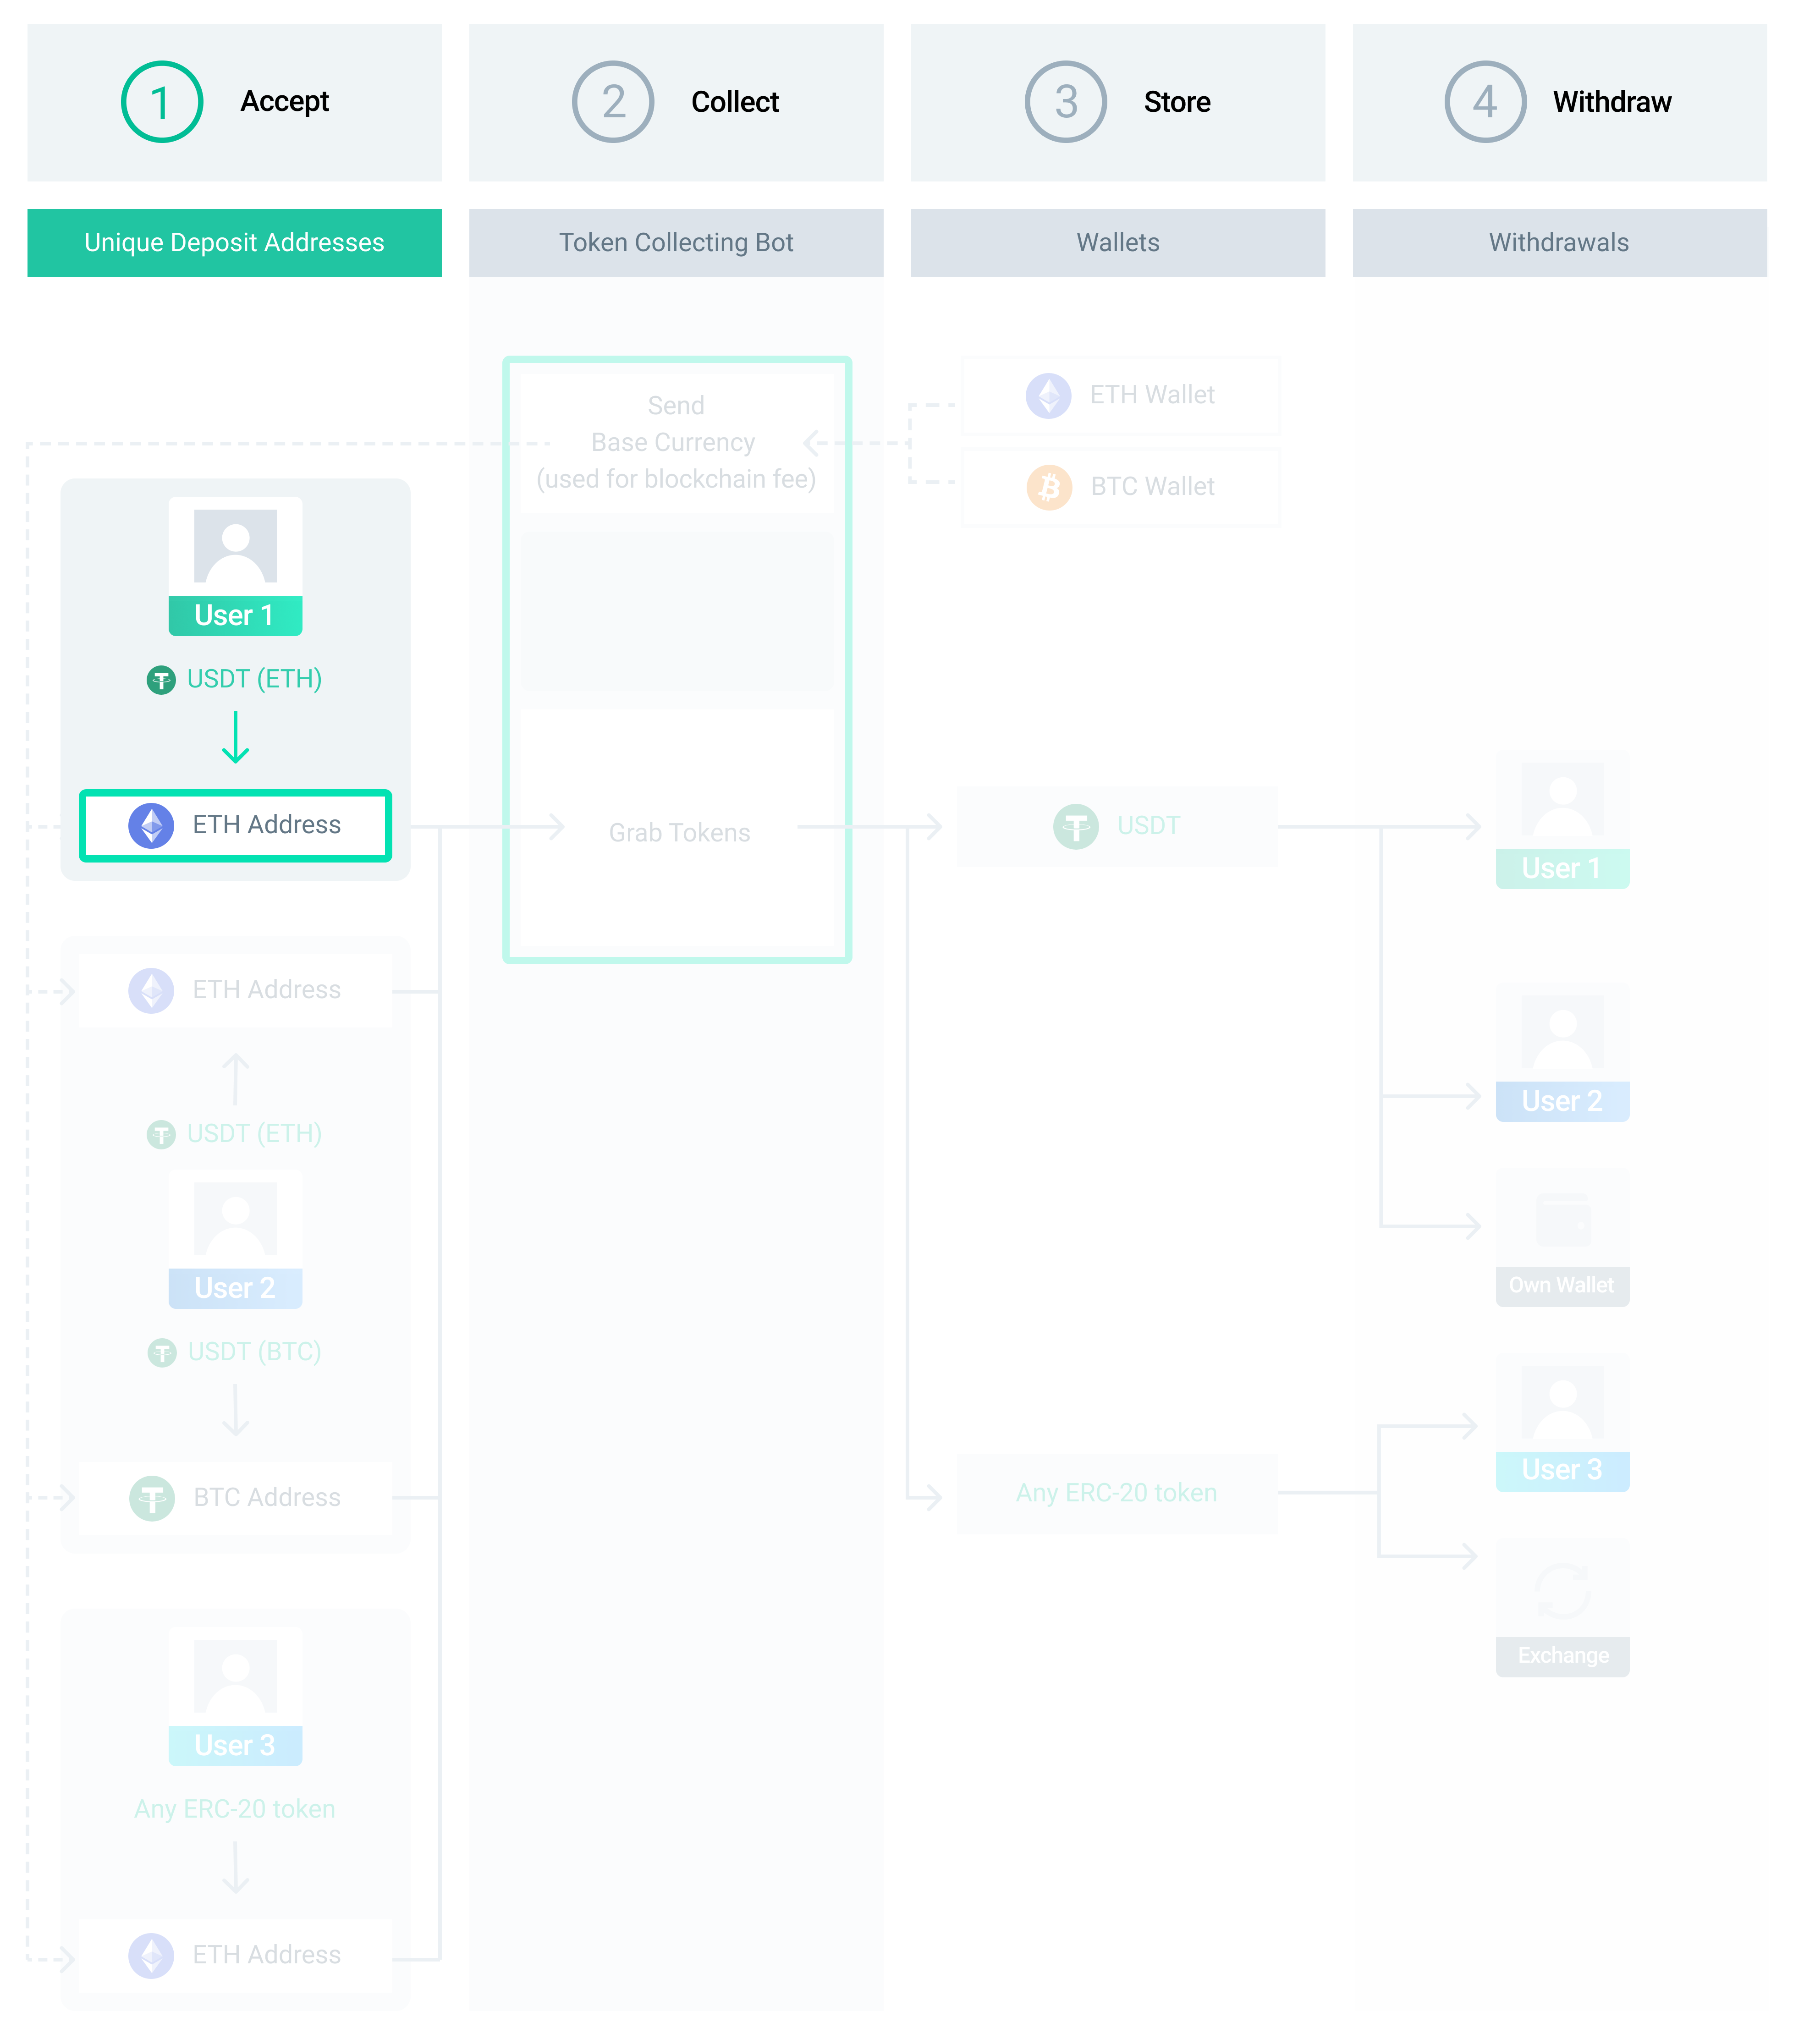 1 Accept
2 Collect
3 Store
4 Withdraw
Unique Deposit Addresses
Token Collecting Bot
Wallets
Withdrawals
Send
Base Currency
(used for blockchain fee)
ETH Wallet
BTC Wallet
User 1
USDT (ETH)
ETH Address
Grab Tokens
USDT
User 1
ETH Address
USDT (ETH)
User 2
USDT (BTC)
BTC Address
User 2
Own Wallet
Any ERC-20 token
User 3
Exchange
User 3
Any ERC-20 token
ETH Address